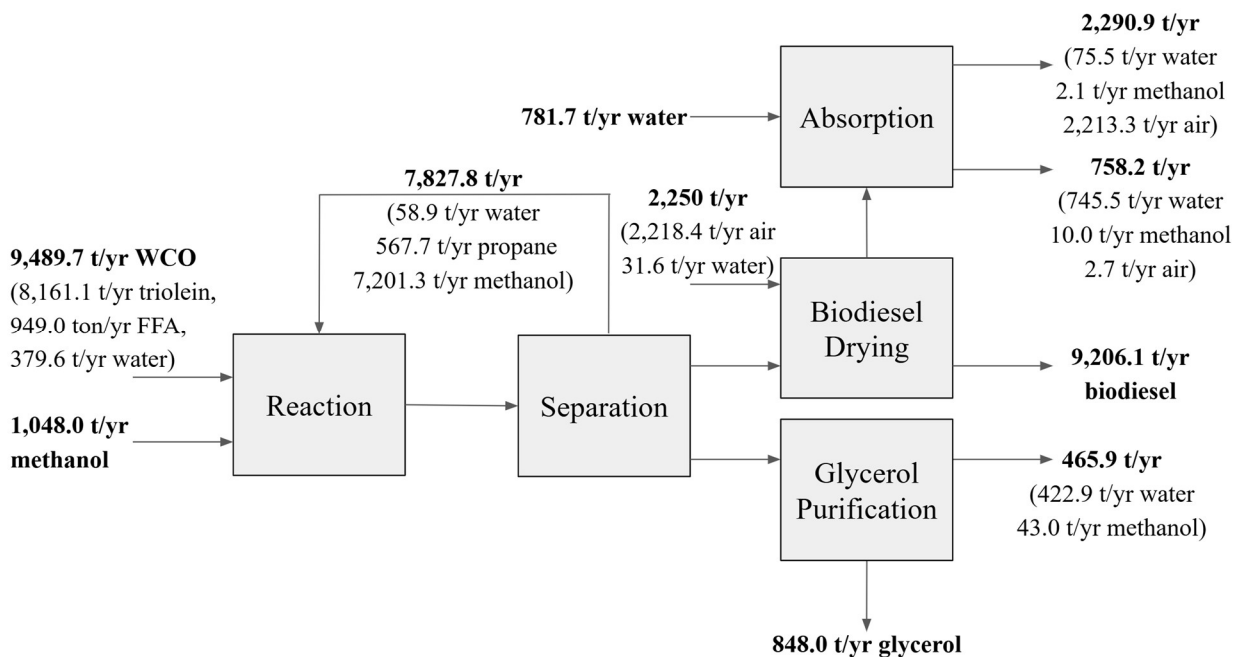 2,290.9 t/yr
(75.5 t/yr water
2.1 t/yr methanol
2,213.3 t/yr air)
781.7 t/yr water
Absorption
758.2 t/yr
(745.5 t/yr water
10.0 t/yr methanol
2.7 t/yr air)
7,827.8 t/yr
(58.9 t/yr water
567.7 t/yr propane
7,201.3 t/yr methanol)
2,250 t/yr
(2,218.4 t/yr air
31.6 t/yr water)
9,489.7 t/yr WCO
(8,161.1 t/yr triolein,
949.0 ton/yr FFA,
379.6 t/yr water)
1,048.0 t/yr
methanol
Reaction
Separation
Biodiesel
Drying
9,206.1 t/yr
biodiesel
Glycerol
Purification
465.9 t/yr
(422.9 t/yr water
43.0 t/yr methanol)
848.0 t/yr glycerol